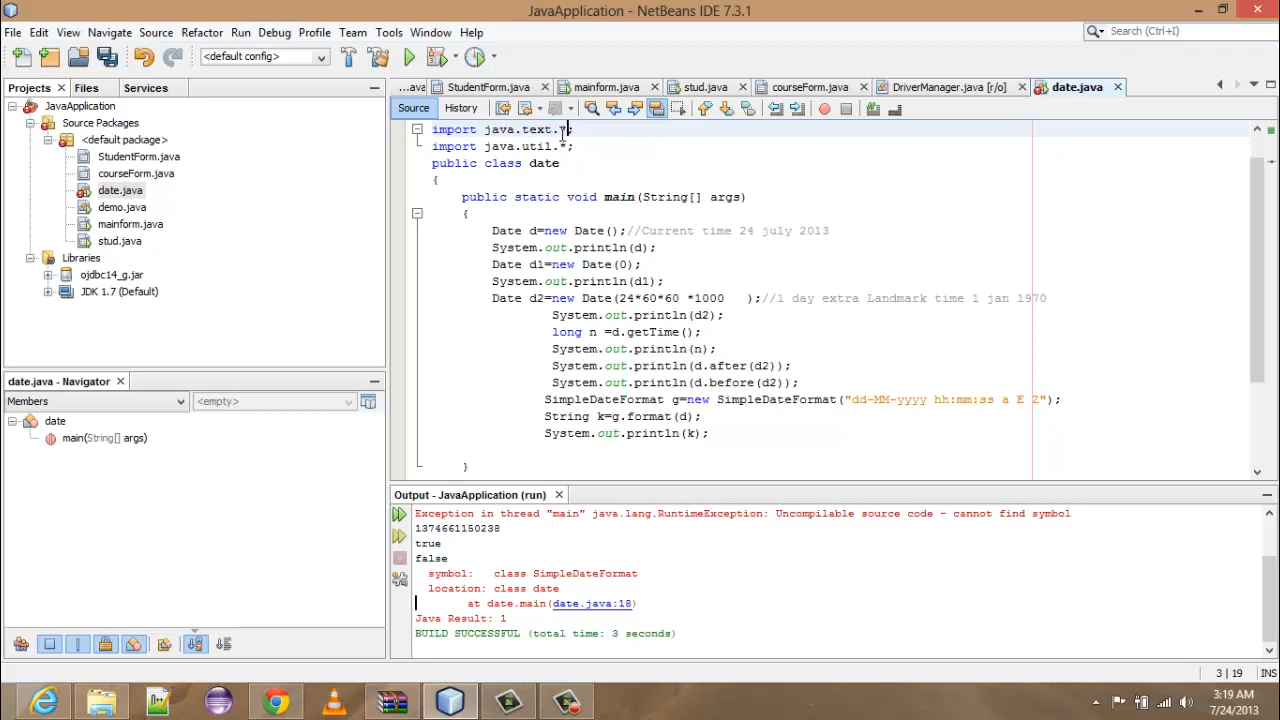 JavaApplication - NetBeans IDE 7.3.1
File Edit View Navigate Source Refactor Run Debug Profile Team Tools Window Help
Search (Ctrl+I)
<default config>
Projects Files Services
...ava StudentForm.java mainform.java stud.java courseForm.java DriverManager.java [r/o] date.java
Source History
JavaApplication
Source Packages
<default package>
StudentForm.java
courseForm.java
date.java
demo.java
mainform.java
stud.java
Libraries
ojdbc14_g.jar
JDK 1.7 (Default)
import java.text.*;
import java.util.*;
public class date
{
public static void main(String[] args)
{
Date d=new Date();//Current time 24 july 2013
System.out.println(d);
Date d1=new Date(0);
System.out.println(d1);
Date d2=new Date(24*60*60 *1000 );//1 day extra Landmark time 1 jan 1970
System.out.println(d2);
long n =d.getTime();
System.out.println(n);
System.out.println(d.after(d2));
System.out.println(d.before(d2));
SimpleDateFormat g=new SimpleDateFormat("dd-MM-yyyy hh:mm:ss a E Z");
String k=g.format(d);
System.out.println(k);
}
date.java - Navigator
Members
<empty>
date
main(String[] args)
Output - JavaApplication (run)
Exception in thread "main" java.lang.RuntimeException: Uncompilable source code - cannot find symbol
1374661150238
true
false
symbol: class SimpleDateFormat
location: class date
at date.main(date.java:18)
Java Result: 1
BUILD SUCCESSFUL (total time: 3 seconds)
3 | 19 INS
3:19 AM
7/24/2013